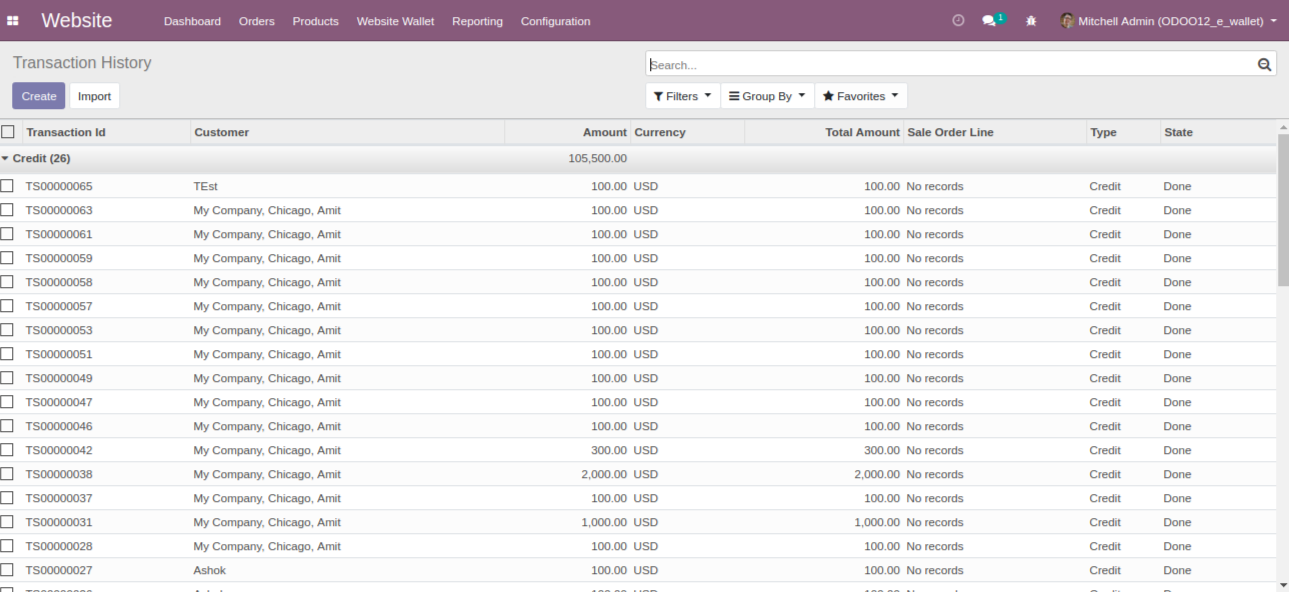 Website Dashboard Orders Products Website Wallet Reporting Configuration 1 Mitchell Admin (ODOO12_e_wallet)
Transaction History Search...
Create Import Filters Group By Favorites
Transaction Id Customer Amount Currency Total Amount Sale Order Line Type State
Credit (26) 105,500.00
TS00000065 TEst 100.00 USD 100.00 No records Credit Done
TS00000063 My Company, Chicago, Amit 100.00 USD 100.00 No records Credit Done
TS00000061 My Company, Chicago, Amit 100.00 USD 100.00 No records Credit Done
TS00000059 My Company, Chicago, Amit 100.00 USD 100.00 No records Credit Done
TS00000058 My Company, Chicago, Amit 100.00 USD 100.00 No records Credit Done
TS00000057 My Company, Chicago, Amit 100.00 USD 100.00 No records Credit Done
TS00000053 My Company, Chicago, Amit 100.00 USD 100.00 No records Credit Done
TS00000051 My Company, Chicago, Amit 100.00 USD 100.00 No records Credit Done
TS00000049 My Company, Chicago, Amit 100.00 USD 100.00 No records Credit Done
TS00000047 My Company, Chicago, Amit 100.00 USD 100.00 No records Credit Done
TS00000046 My Company, Chicago, Amit 100.00 USD 100.00 No records Credit Done
TS00000042 My Company, Chicago, Amit 300.00 USD 300.00 No records Credit Done
TS00000038 My Company, Chicago, Amit 2,000.00 USD 2,000.00 No records Credit Done
TS00000037 My Company, Chicago, Amit 100.00 USD 100.00 No records Credit Done
TS00000031 My Company, Chicago, Amit 1,000.00 USD 1,000.00 No records Credit Done
TS00000028 My Company, Chicago, Amit 100.00 USD 100.00 No records Credit Done
TS00000027 Ashok 100.00 USD 100.00 No records Credit Done